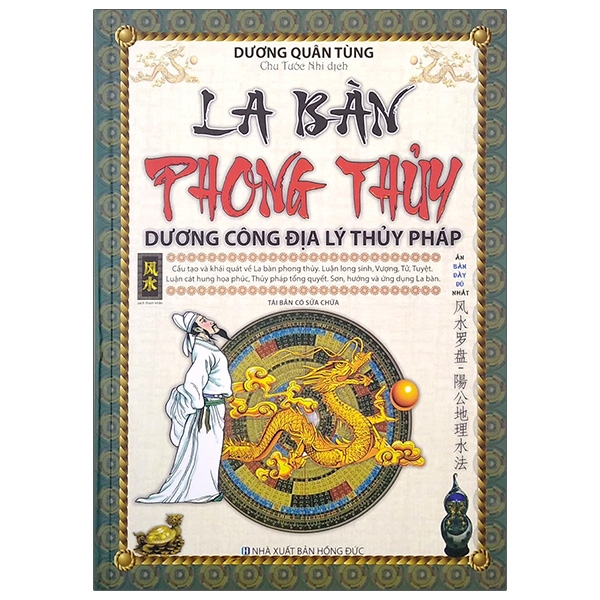 DƯƠNG QUÂN TÙNG
Chu Tước Nhi dịch
LA BÀN
PHONG THỦY
DƯƠNG CÔNG ĐỊA LÝ THỦY PHÁP
风水
Cấu tạo và khái quát về La bàn phong thủy. Luận long sinh, Vượng, Tử, Tuyệt.
Luận cát hung họa phúc, Thủy pháp tổng quyết. Sơn, hướng và ứng dụng La bàn.
TÁI BẢN CÓ SỬA CHỮA
ẤN
BẢN
ĐẦY
ĐỦ
NHẤT
风水罗盘-陽公地理水法
NHÀ XUẤT BẢN HỒNG ĐỨC